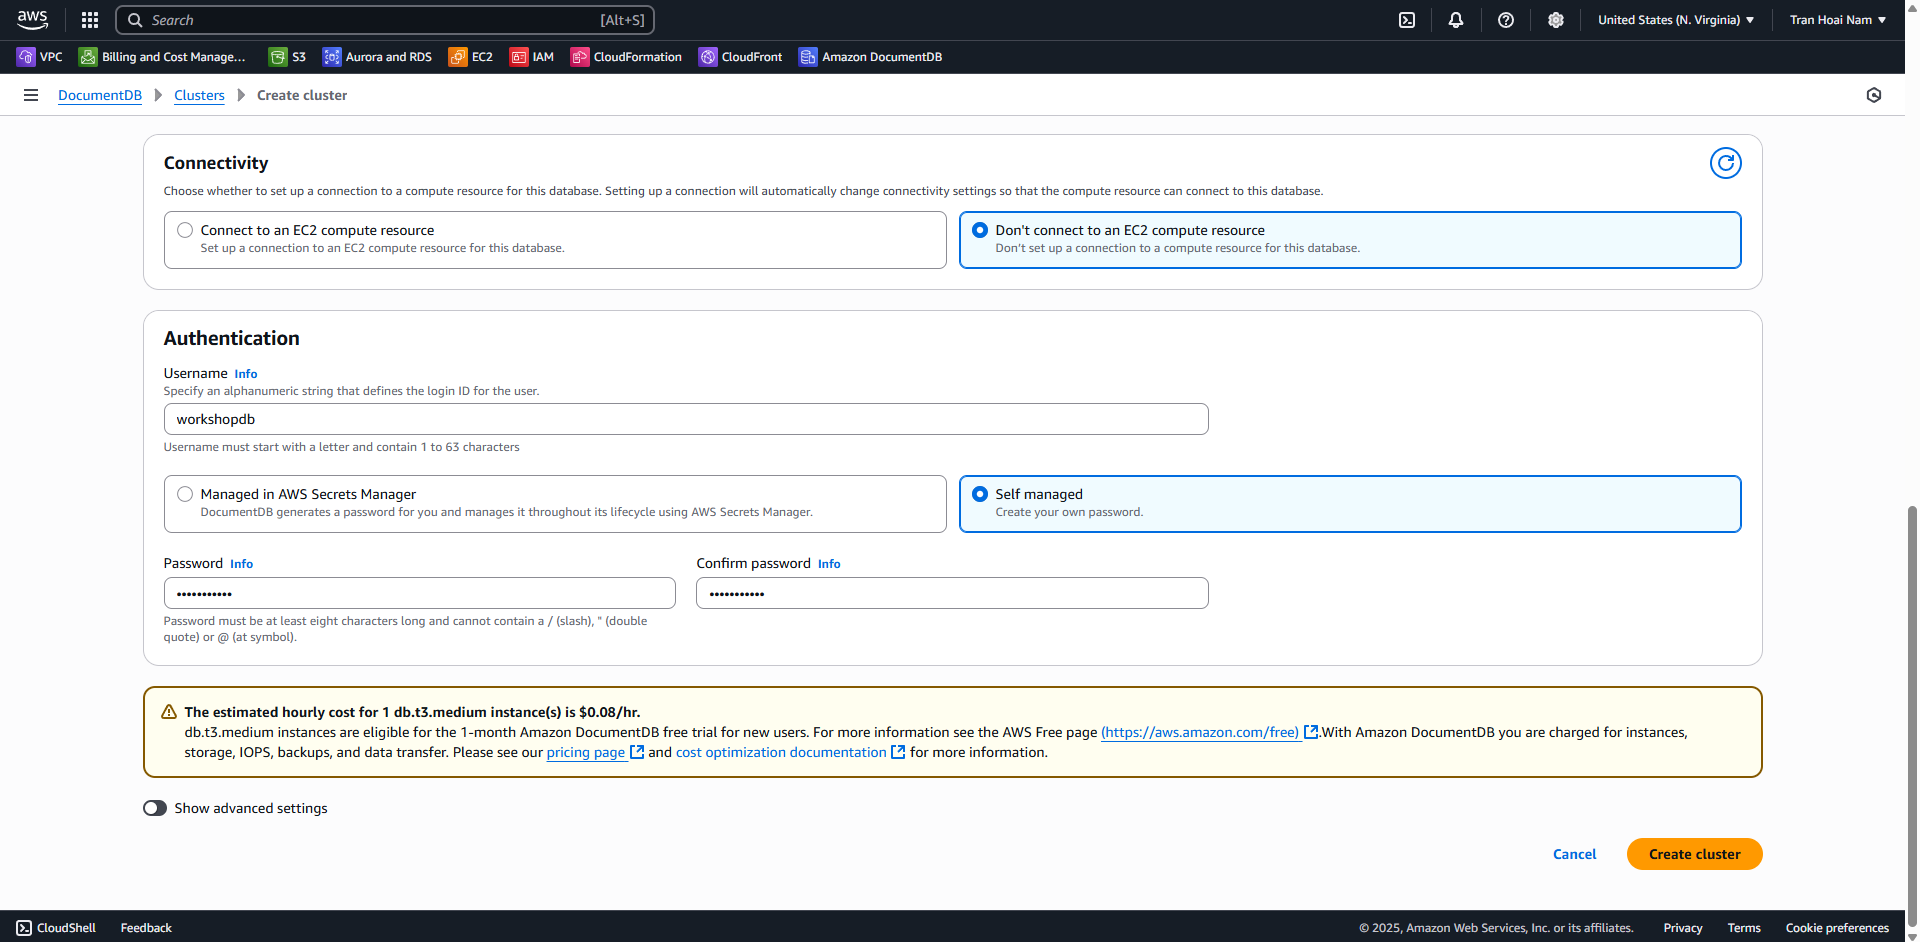 aws
Search [Alt+S]
United States (N. Virginia) ▼
Tran Hoai Nam ▼
VPC Billing and Cost Manage... S3 Aurora and RDS EC2 IAM CloudFormation CloudFront Amazon DocumentDB
DocumentDB Clusters Create cluster
Connectivity
Choose whether to set up a connection to a compute resource for this database. Setting up a connection will automatically change connectivity settings so that the compute resource can connect to this database.
Connect to an EC2 compute resource
Set up a connection to an EC2 compute resource for this database.
Don't connect to an EC2 compute resource
Don't set up a connection to a compute resource for this database.
Authentication
Username Info
Specify an alphanumeric string that defines the login ID for the user.
workshopdb
Username must start with a letter and contain 1 to 63 characters
Managed in AWS Secrets Manager
DocumentDB generates a password for you and manages it throughout its lifecycle using AWS Secrets Manager.
Self managed
Create your own password.
Password Info
•••••••••••
Password must be at least eight characters long and cannot contain a / (slash), " (double
quote) or @ (at symbol).
Confirm password Info
•••••••••••
The estimated hourly cost for 1 db.t3.medium instance(s) is $0.08/hr.
db.t3.medium instances are eligible for the 1-month Amazon DocumentDB free trial for new users. For more information see the AWS Free page (https://aws.amazon.com/free) .With Amazon DocumentDB you are charged for instances,
storage, IOPS, backups, and data transfer. Please see our pricing page and cost optimization documentation for more information.
Show advanced settings
Cancel
Create cluster
CloudShell Feedback
© 2025, Amazon Web Services, Inc. or its affiliates. Privacy Terms Cookie preferences